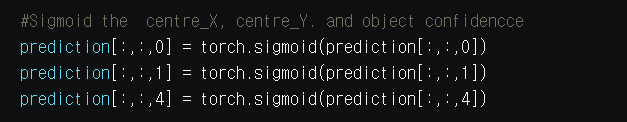 #Sigmoid the  centre_X, centre_Y. and object confidencce
prediction[:,:,0] = torch.sigmoid(prediction[:,:,0])
prediction[:,:,1] = torch.sigmoid(prediction[:,:,1])
prediction[:,:,4] = torch.sigmoid(prediction[:,:,4])